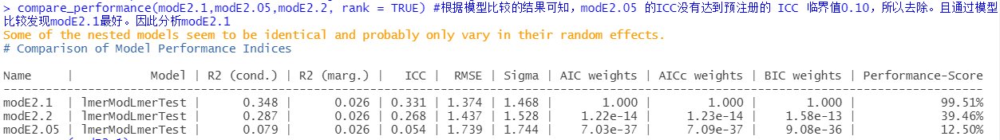 > compare_performance(modE2.1,modE2.05,modE2.2, rank = TRUE) #根据模型比较的结果可知，modE2.05 的ICC没有达到预注册的 ICC 临界值0.10，所以去除。且通过模型
比较发现modE2.1最好。因此分析modE2.1
Some of the nested models seem to be identical and probably only vary in their random effects.
# Comparison of Model Performance Indices
Name | Model | R2 (cond.) | R2 (marg.) | ICC | RMSE | Sigma | AIC weights | AICc weights | BIC weights | Performance-Score
modE2.1 | lmerModLmerTest | 0.348 | 0.026 | 0.331 | 1.374 | 1.468 | 1.000 | 1.000 | 1.000 | 99.51%
modE2.2 | lmerModLmerTest | 0.287 | 0.026 | 0.268 | 1.437 | 1.528 | 1.22e-14 | 1.23e-14 | 1.58e-13 | 39.46%
modE2.05 | lmerModLmerTest | 0.079 | 0.026 | 0.054 | 1.739 | 1.744 | 7.03e-37 | 7.09e-37 | 9.08e-36 | 12.50%